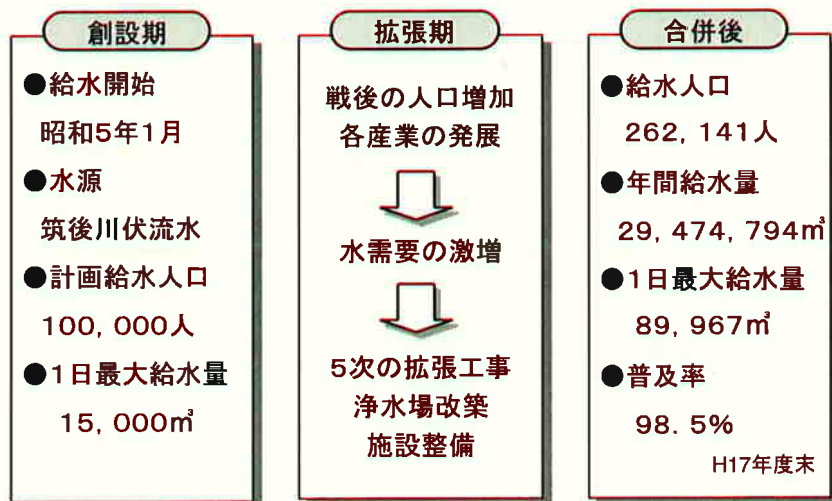 創設期
●給水開始
昭和5年1月
●水源
筑後川伏流水
●計画給水人口
100,000人
●1日最大給水量
15,000㎥
拡張期
戦後の人口増加
各産業の発展
水需要の激増
5次の拡張工事
浄水場改築
施設整備
合併後
●給水人口
262,141人
●年間給水量
29,474,794㎥
●1日最大給水量
89,967㎥
●普及率
98.5%
H17年度末